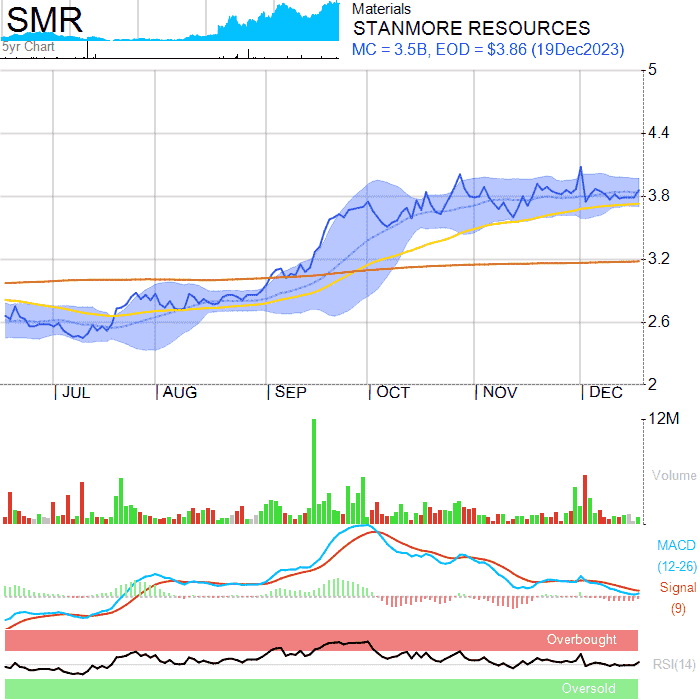 SMR
5yr Chart
Materials
STANMORE RESOURCES
MC = 3.5B, EOD = $3.86 (19Dec2023)
5
4.4
3.8
3.2
2.6
2
JUL AUG SEP OCT NOV DEC
12M
Volume
MACD
(12-26)
Signal
(9)
Overbought
RSI(14)
Oversold